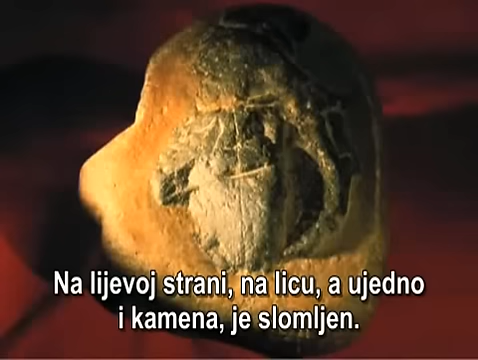 Na lijevoj strani, na licu, a ujedno
i kamena, je slomljen.